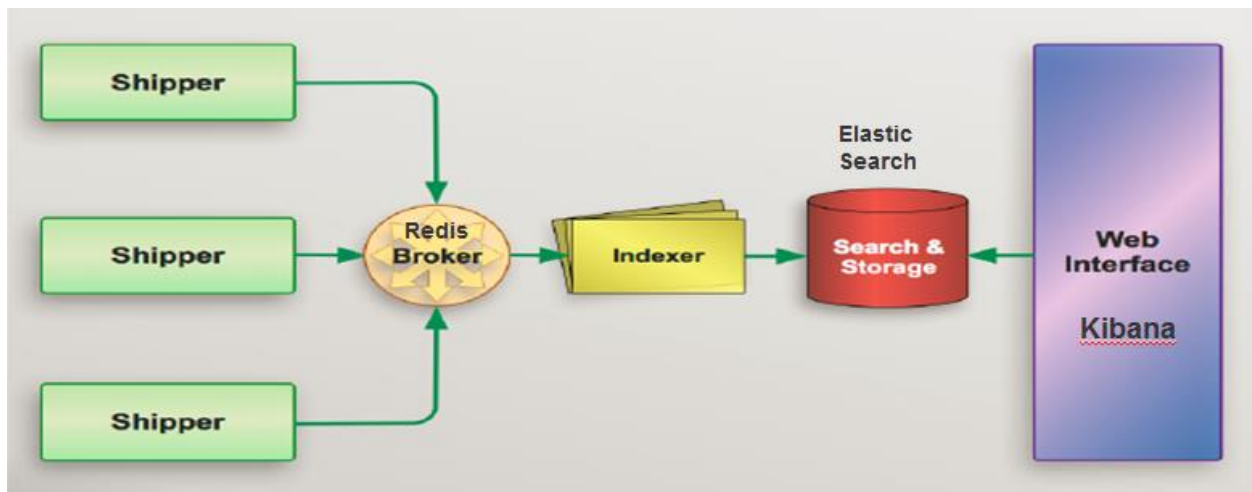 Shipper
Shipper
Shipper
Redis
Broker
Indexer
Elastic
Search
Search &
Storage
Web
Interface
Kibana